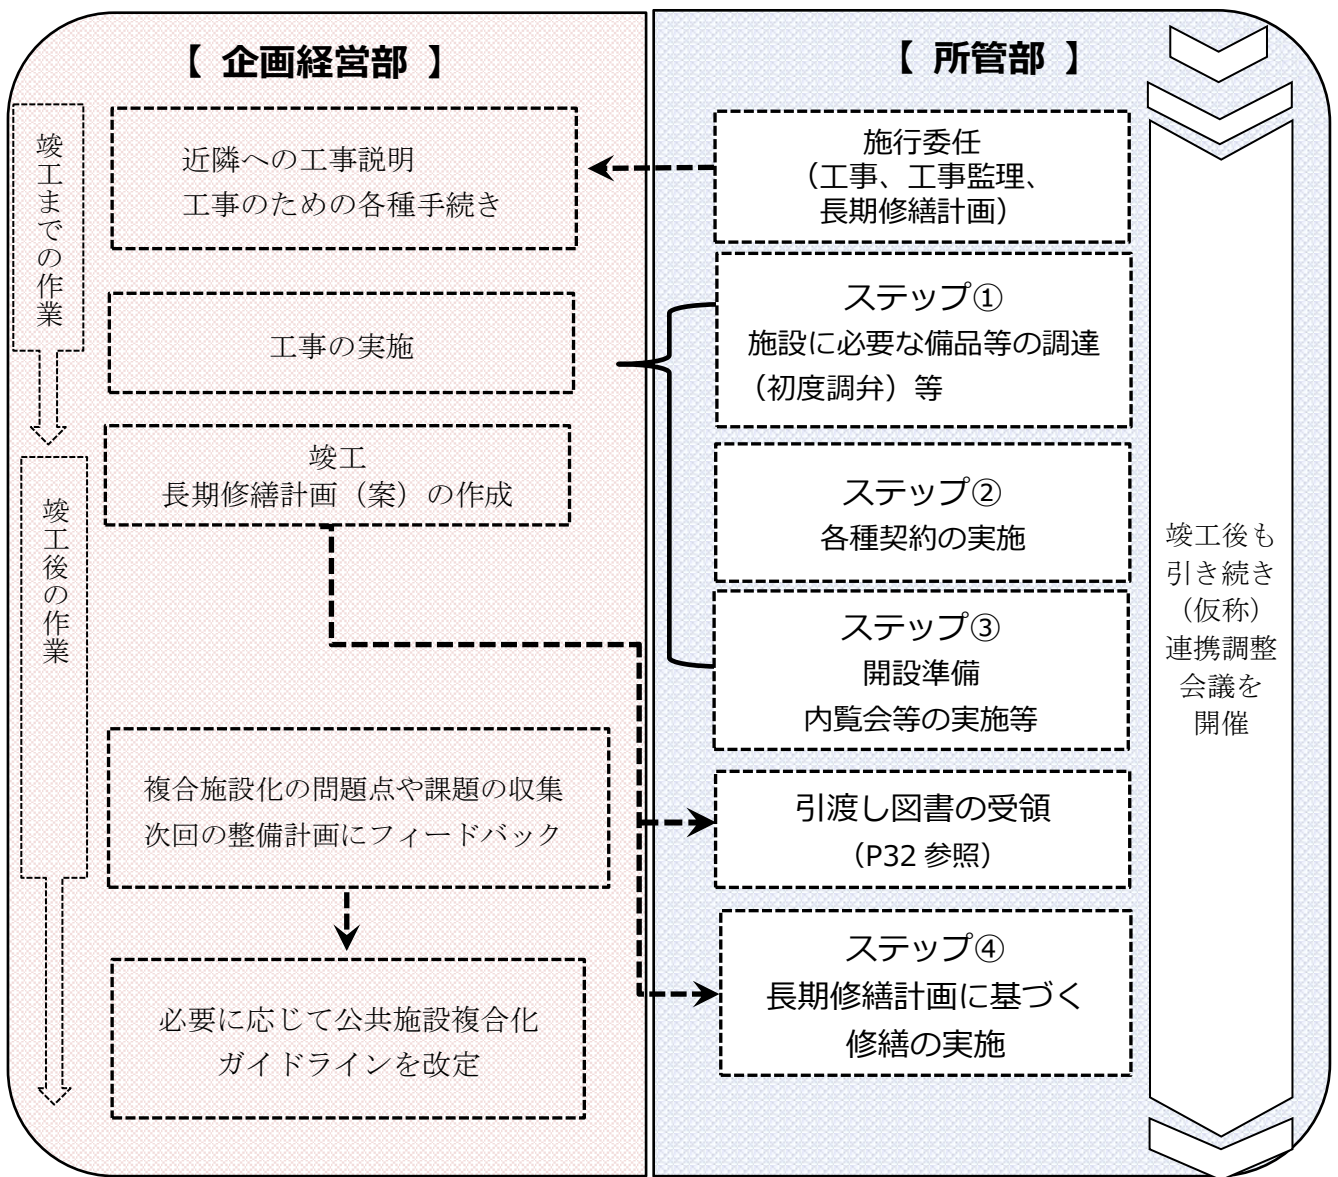 【 企画経営部 】
竣工までの作業
近隣への工事説明
工事のための各種手続き
工事の実施
竣工
長期修繕計画（案）の作成
竣工後の作業
複合施設化の問題点や課題の収集
次回の整備計画にフィードバック
必要に応じて公共施設複合化
ガイドラインを改定
【 所管部 】
施行委任
（工事、工事監理、
長期修繕計画）
ステップ①
施設に必要な備品等の調達
（初度調弁）等
ステップ②
各種契約の実施
ステップ③
開設準備
内覧会等の実施等
引渡し図書の受領
（P32 参照）
ステップ④
長期修繕計画に基づく
修繕の実施
竣工後も
引き続き
（仮称）
連携調整
会議を
開催